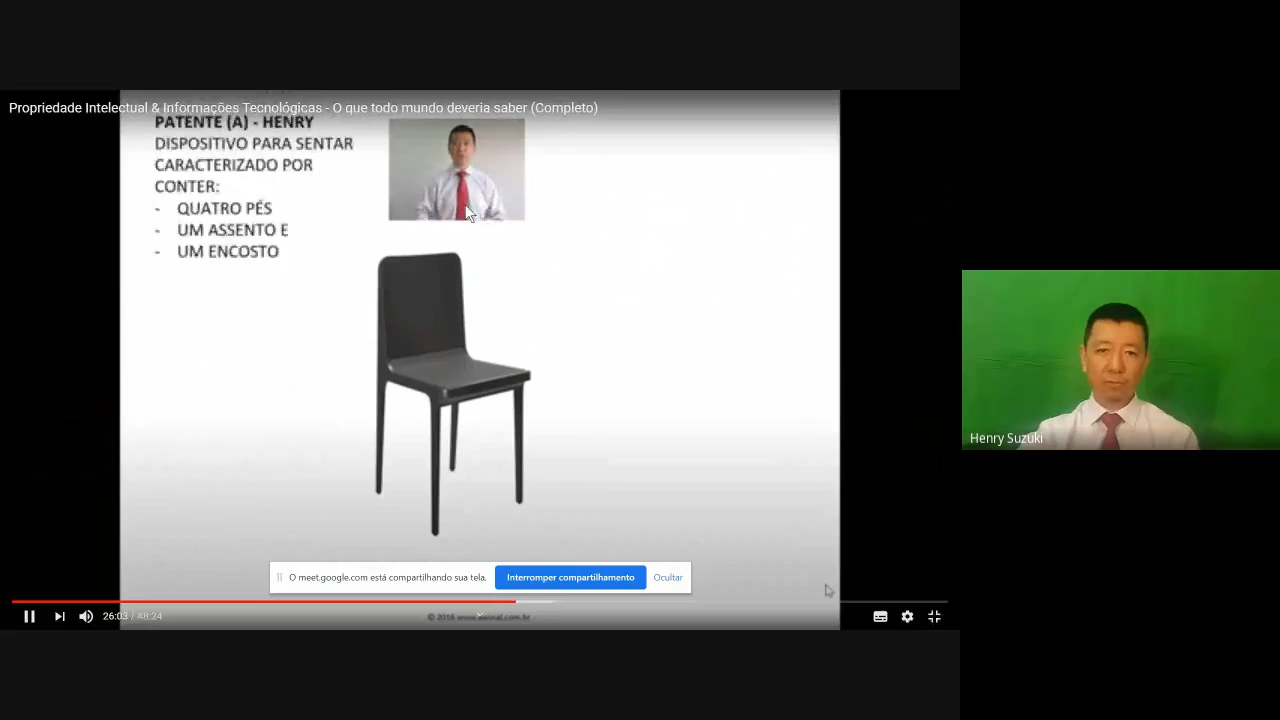 Propriedade Intelectual & Informações Tecnológicas - O que todo mundo deveria saber (Completo)
PATENTE (A) - HENRY
DISPOSITIVO PARA SENTAR
CARACTERIZADO POR
CONTER:
- QUATRO PÉS
- UM ASSENTO E
- UM ENCOSTO
Henry Suzuki
O meet.google.com está compartilhando sua tela.
Interromper compartilhamento
Ocultar
26:03 / 48:24
© 2016